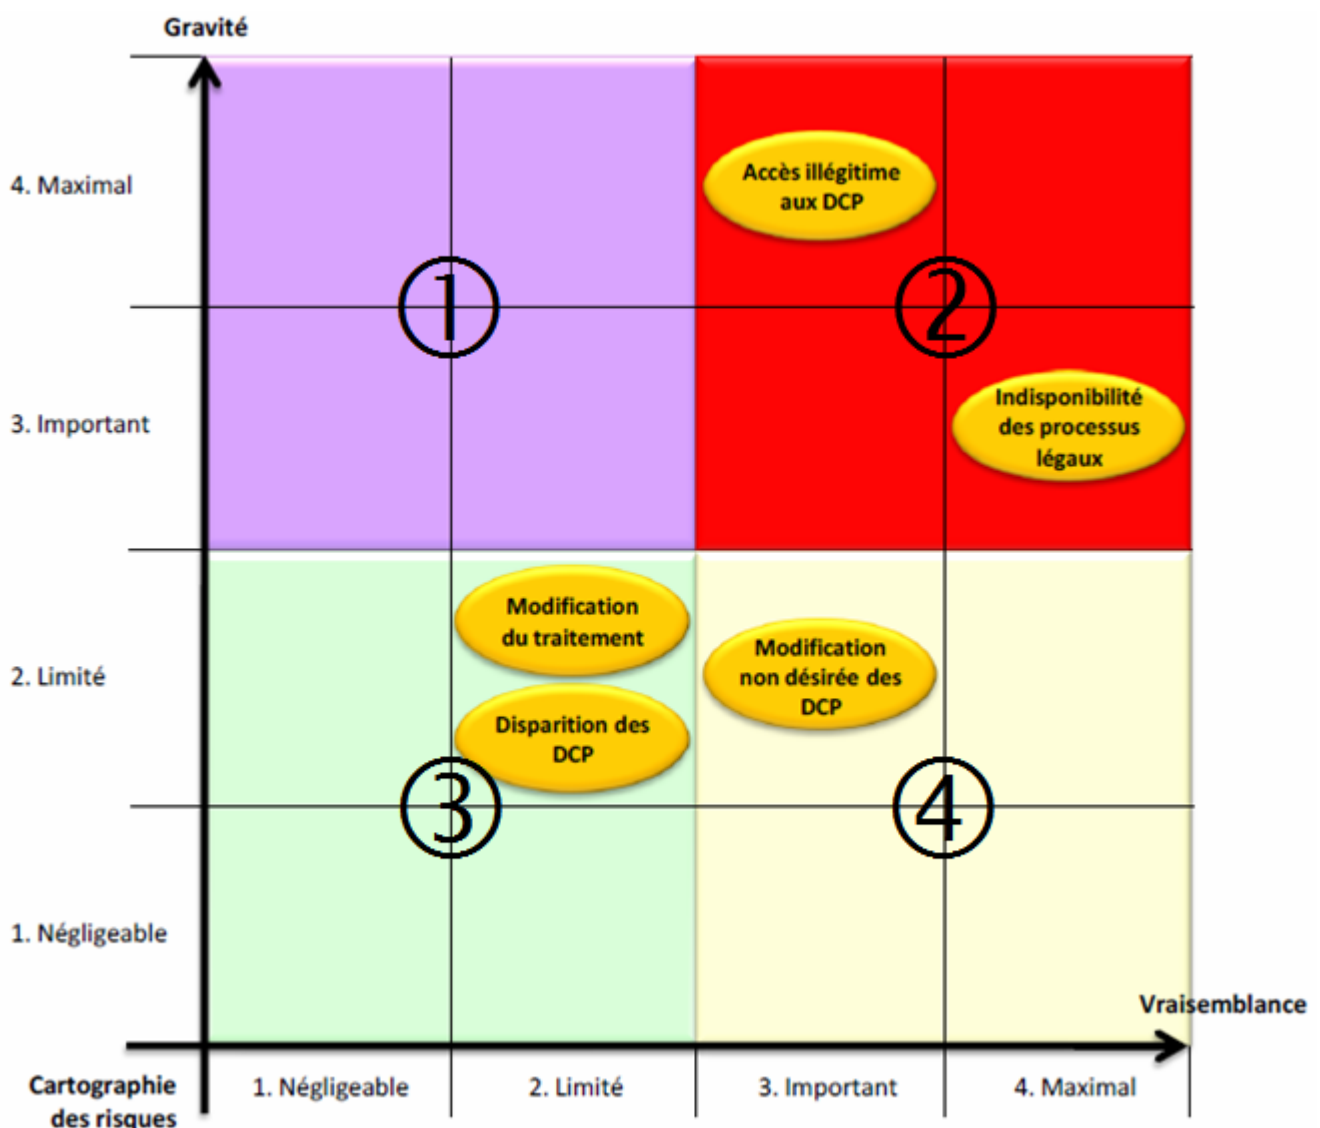 Gravité
4. Maximal
Accès illégitime
aux DCP
①
②
3. Important
Indisponibilité
des processus
légaux
2. Limité
Modification
du traitement
Disparition des
DCP
Modification
non désirée des
DCP
③
④
1. Négligeable
Vraisemblance
Cartographie
des risques
1. Négligeable
2. Limité
3. Important
4. Maximal